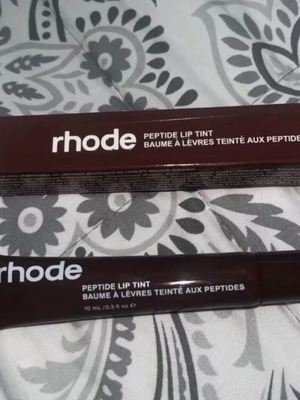 rhode
PEPTIDE LIP TINT
BAUME À LÈVRES TEINTÉ AUX PEPTIDES
rhode
PEPTIDE LIP TINT
BAUME À LÈVRES TEINTÉ AUX PEPTIDES
10 mL / 0.3 fl oz e